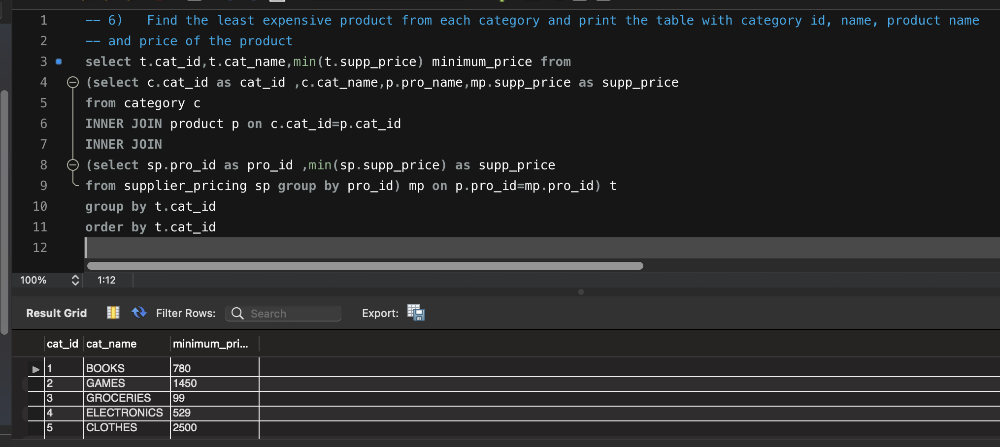 1 -- 6) Find the least expensive product from each category and print the table with category id, name, product name
2 -- and price of the product
3 select t.cat_id,t.cat_name,min(t.supp_price) minimum_price from
4 (select c.cat_id as cat_id ,c.cat_name,p.pro_name,mp.supp_price as supp_price
5 from category c
6 INNER JOIN product p on c.cat_id=p.cat_id
7 INNER JOIN
8 (select sp.pro_id as pro_id ,min(sp.supp_price) as supp_price
9 from supplier_pricing sp group by pro_id) mp on p.pro_id=mp.pro_id) t
10 group by t.cat_id
11 order by t.cat_id
12
100% 1:12
Result Grid Filter Rows: Search Export:
cat_id cat_name minimum_pri...
1 BOOKS 780
2 GAMES 1450
3 GROCERIES 99
4 ELECTRONICS 529
5 CLOTHES 2500